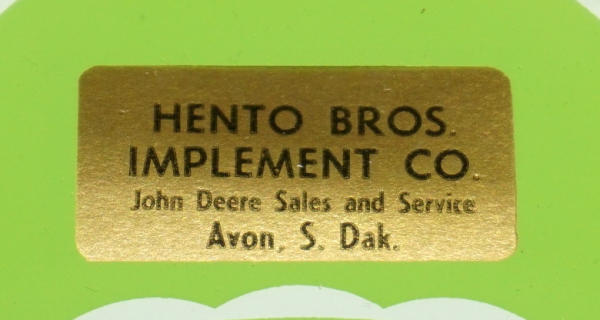 HENTO BROS.
IMPLEMENT CO.
John Deere Sales and Service
Avon, S. Dak.